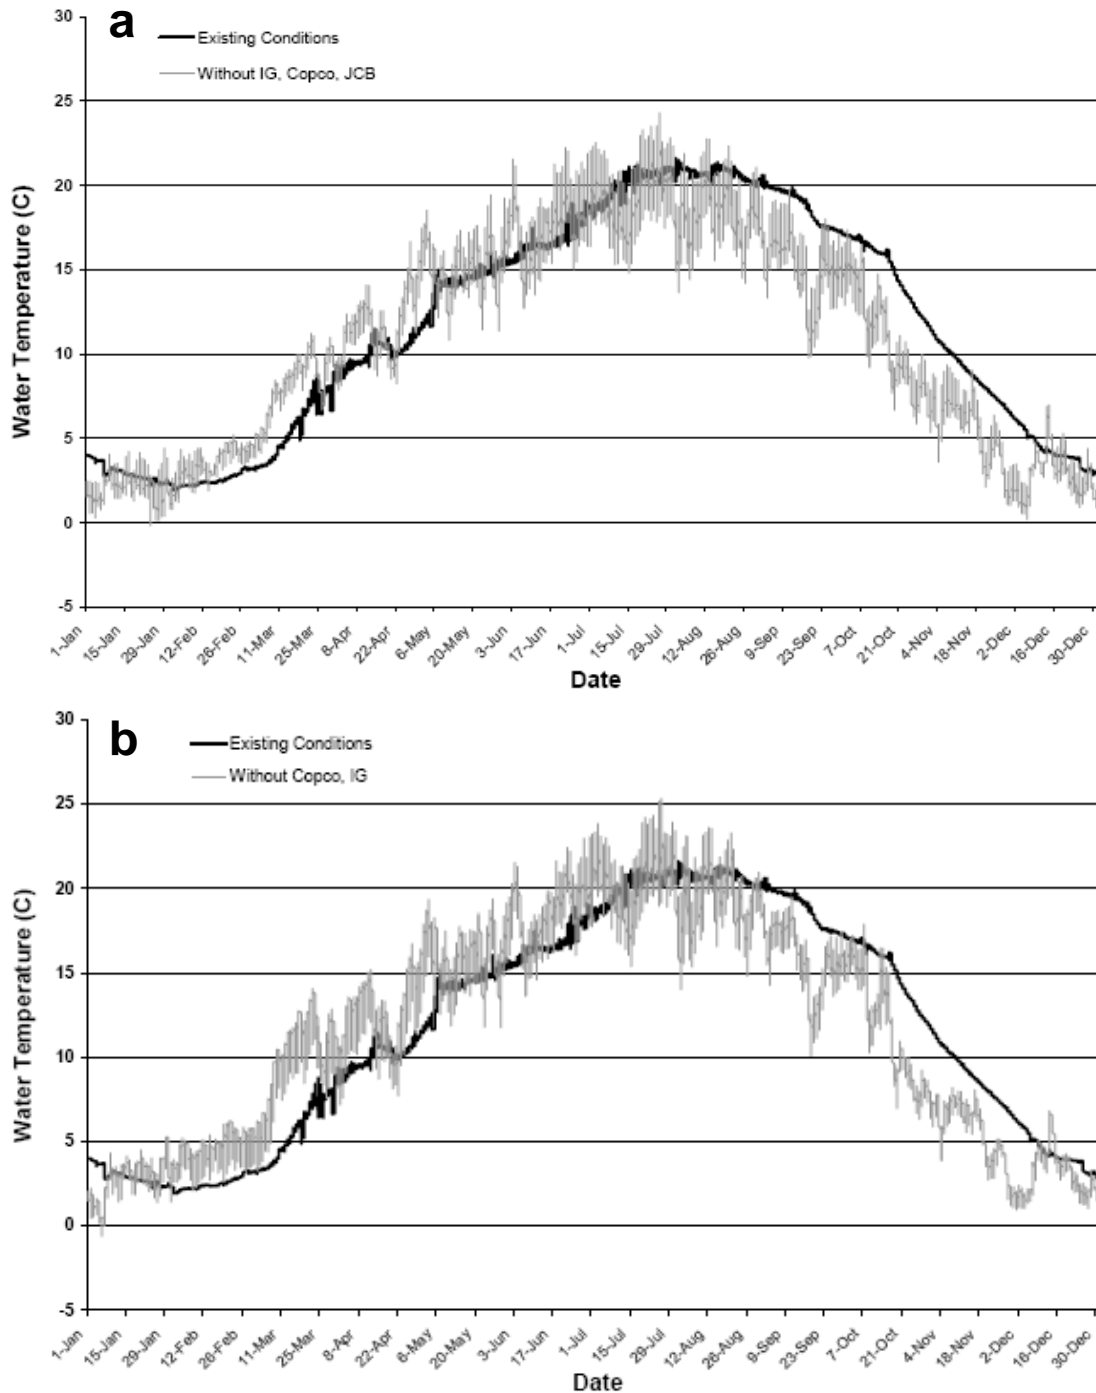 a
Existing Conditions
Without IG, Copco, JCB
30
25
20
15
10
5
0
-5
Water Temperature (C)
1-Jan 15-Jan 29-Jan 12-Feb 26-Feb 11-Mar 25-Mar 8-Apr 22-Apr 6-May 20-May 3-Jun 17-Jun 1-Jul 15-Jul 29-Jul 12-Aug 26-Aug 9-Sep 23-Sep 7-Oct 21-Oct 4-Nov 18-Nov 2-Dec 16-Dec 30-Dec
Date
b
Existing Conditions
Without Copco, IG
30
25
20
15
10
5
0
-5
Water Temperature (C)
1-Jan 15-Jan 29-Jan 12-Feb 26-Feb 11-Mar 25-Mar 8-Apr 22-Apr 6-May 20-May 3-Jun 17-Jun 1-Jul 15-Jul 29-Jul 12-Aug 26-Aug 9-Sep 23-Sep 7-Oct 21-Oct 4-Nov 18-Nov 2-Dec 16-Dec 30-Dec
Date